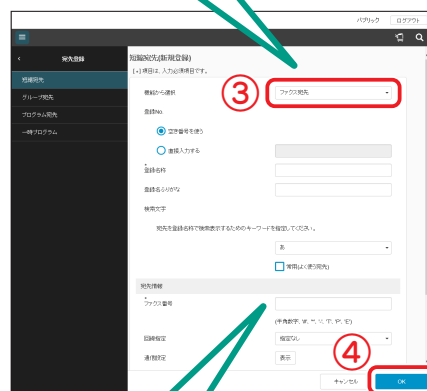 パブリック ログアウト
宛先登録
短縮宛先(新規登録)
[*]項目は、入力必須項目です。
短縮宛先
グループ宛先
プログラム宛先
一時プログラム
③
機能から選択 ファクス宛先
登録No.
空き番号を使う
直接入力する
*
登録名称
登録名ふりがな
検索文字
宛先を登録名称で検索表示するためのキーワードを指定してください。
あ
常用(よく使う宛先)
宛先情報
*
ファクス番号
回線指定 指定なし
④
通信設定 表示
キャンセル OK